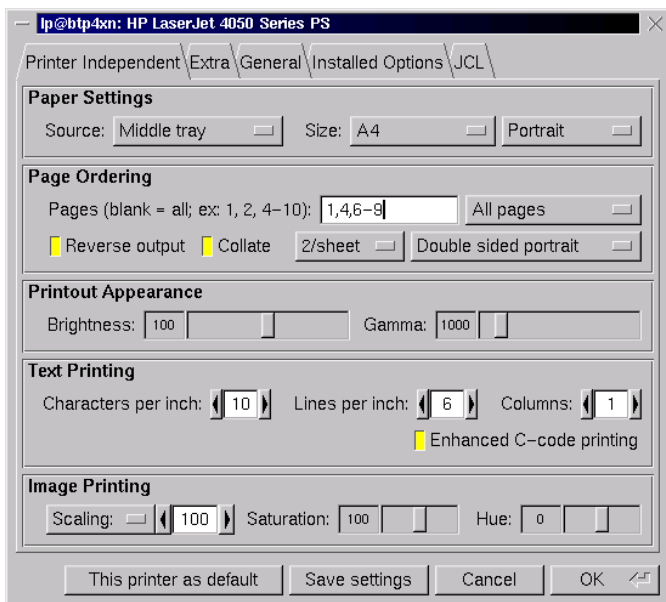 lp@btp4xn: HP LaserJet 4050 Series PS
Printer Independent Extra General Installed Options JCL
Paper Settings
Source: Middle tray Size: A4 Portrait
Page Ordering
Pages (blank = all; ex: 1, 2, 4−10): 1,4,6−9 All pages
Reverse output Collate 2/sheet Double sided portrait
Printout Appearance
Brightness: 100 Gamma: 1000
Text Printing
Characters per inch: 10 Lines per inch: 6 Columns: 1
Enhanced C−code printing
Image Printing
Scaling: 100 Saturation: 100 Hue: 0
This printer as default Save settings Cancel OK